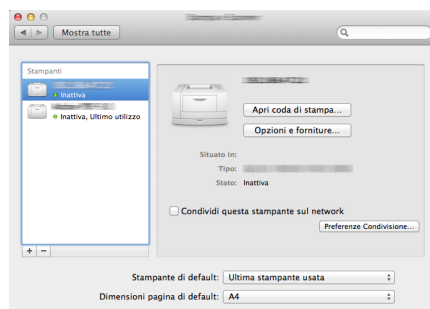 Mostra tutte
Stampanti
Inattiva
Inattiva, Ultimo utilizzo
Apri coda di stampa...
Opzioni e forniture...
Situato in:
Tipo:
Stato: Inattiva
Condividi questa stampante sul network
Preferenze Condivisione...
Stampante di default: Ultima stampante usata
Dimensioni pagina di default: A4